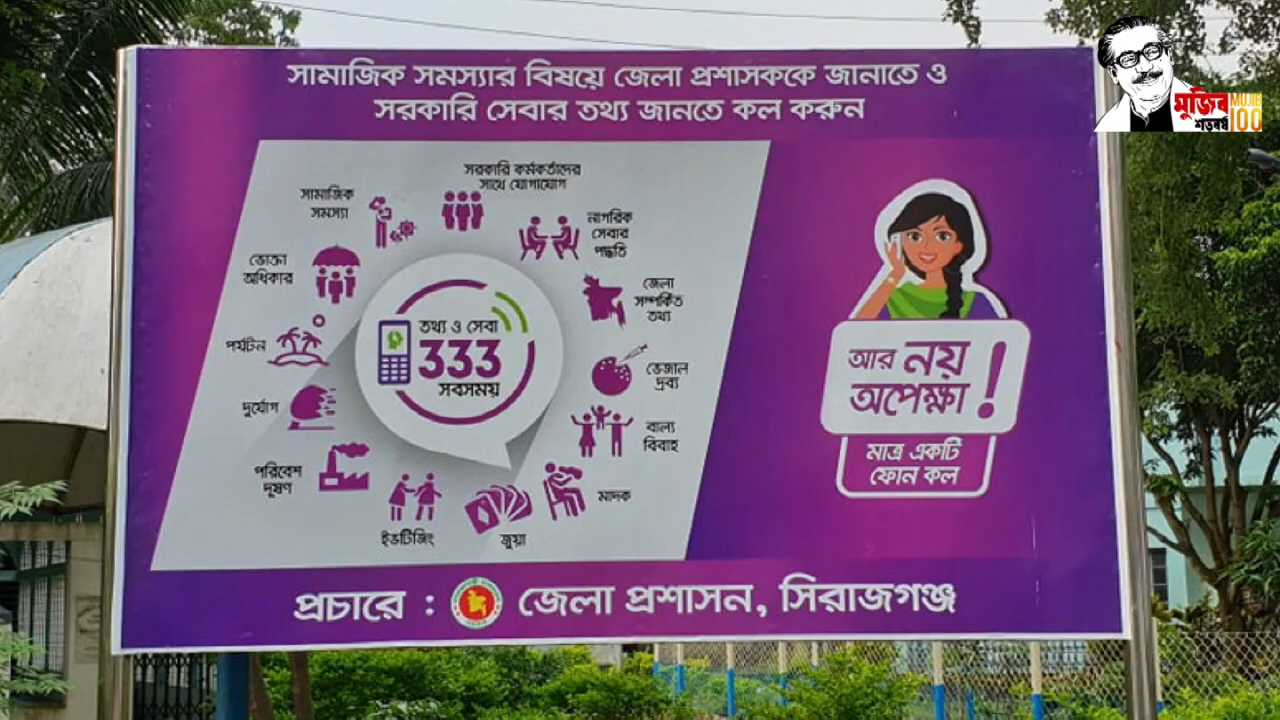 সামাজিক সমস্যার বিষয়ে জেলা প্রশাসককে জানাতে ও
সরকারি সেবার তথ্য জানতে কল করুন
মুজিব
শতবর্ষ
MUJIB
100
সরকারি কর্মকর্তাদের
সাথে যোগাযোগ
নাগরিক
সেবার
পদ্ধতি
জেলা
সম্পর্কিত
তথ্য
ভেজাল
দ্রব্য
বাল্য
বিবাহ
মাদক
জুয়া
ইভটিজিং
পরিবেশ
দূষণ
দুর্যোগ
পর্যটন
ভোক্তা
অধিকার
সামাজিক
সমস্যা
তথ্য ও সেবা
333
সবসময়
আর নয়
অপেক্ষা!
মাত্র একটি
ফোন কল
প্রচারে : জেলা প্রশাসন, সিরাজগঞ্জ